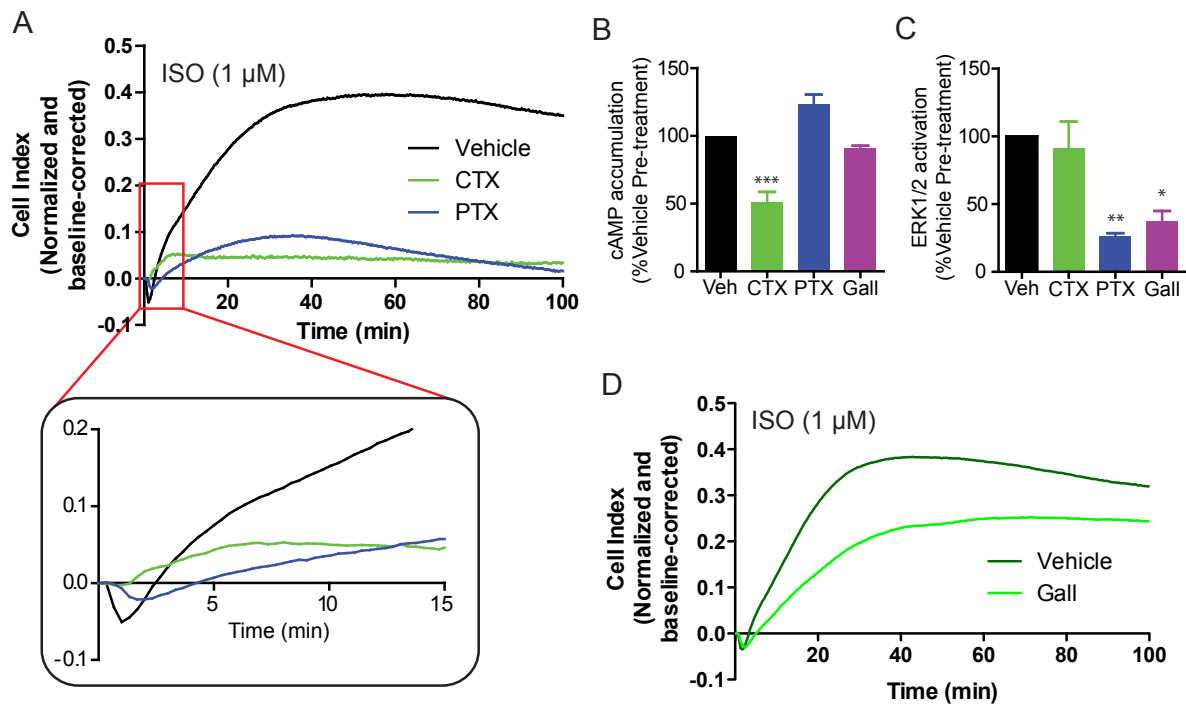 A
ISO (1 µM)
Cell Index
(Normalized and
baseline-corrected)
0.5
0.4
0.3
0.2
0.1
0.0
-0.1
20
40
60
80
100
Time (min)
Vehicle
CTX
PTX
0.2
0.1
0.0
-0.1
5
10
15
Time (min)
B
cAMP accumulation
(%Vehicle Pre-treatment)
150
100
50
0
***
Veh CTX PTX Gall
C
ERK1/2 activation
(%Vehicle Pre-treatment)
150
100
50
0
**
*
Veh CTX PTX Gall
D
ISO (1 µM)
Cell Index
(Normalized and
baseline-corrected)
0.5
0.4
0.3
0.2
0.1
0.0
-0.1
20
40
60
80
100
Time (min)
Vehicle
Gall